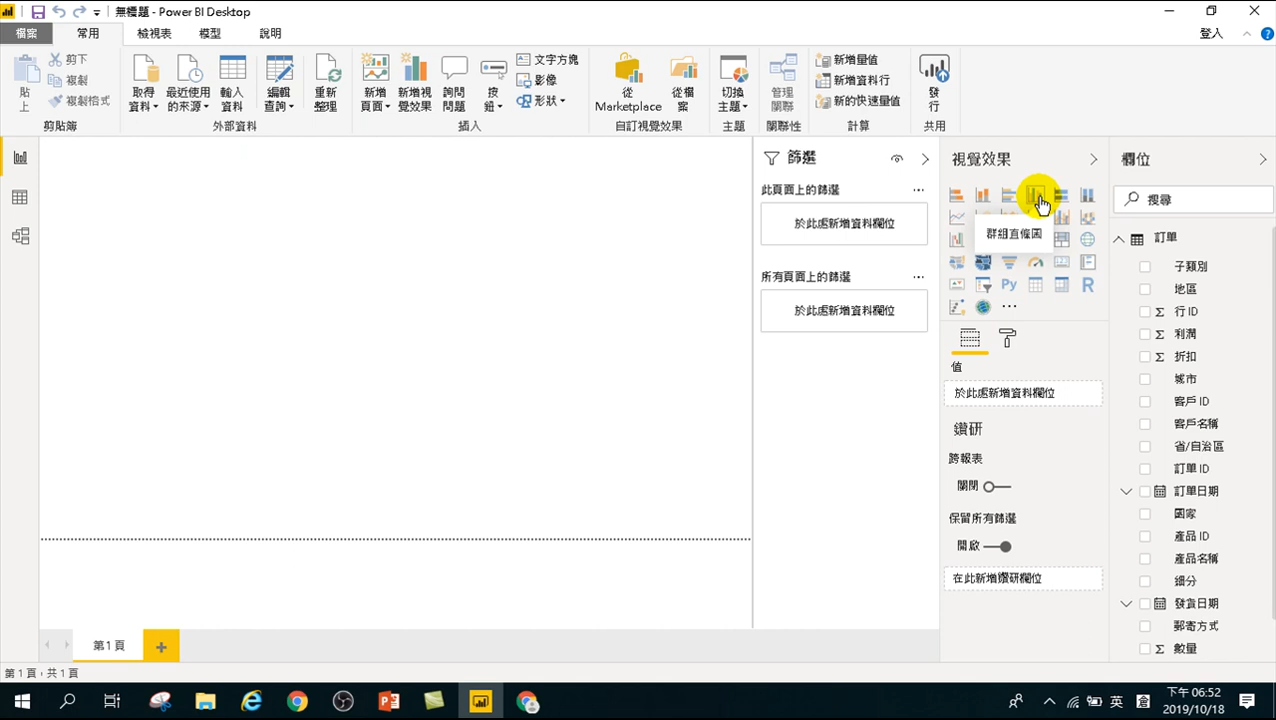 無標題 - Power BI Desktop
檔案 常用 檢視表 模型 說明 登入
貼上
剪下
複製
複製格式
剪貼簿
取得資料
最近使用的來源
輸入資料
編輯查詢
重新整理
外部資料
新增頁面
新增視覺效果
詢問問題
按鈕
文字方塊
影像
形狀
插入
從 Marketplace
從檔案
自訂視覺效果
切換主題
主題
管理關聯
關聯性
新增量值
新增資料行
新的快速量值
計算
發行
共用
篩選
此頁面上的篩選 ...
於此處新增資料欄位
所有頁面上的篩選 ...
於此處新增資料欄位
視覺效果
群組直條圖
Py
R
...
值
於此處新增資料欄位
鑽研
跨報表
關閉
保留所有篩選
開啟
在此新增鑽研欄位
欄位
搜尋
訂單
子類別
地區
Σ 行 ID
Σ 利潤
Σ 折扣
城市
客戶 ID
客戶名稱
省/自治區
訂單 ID
訂單日期
國家
產品 ID
產品名稱
細分
發貨日期
郵寄方式
Σ 數量
第 1 頁
+
第 1 頁，共 1 頁
英
倉
下午 06:52
2019/10/18